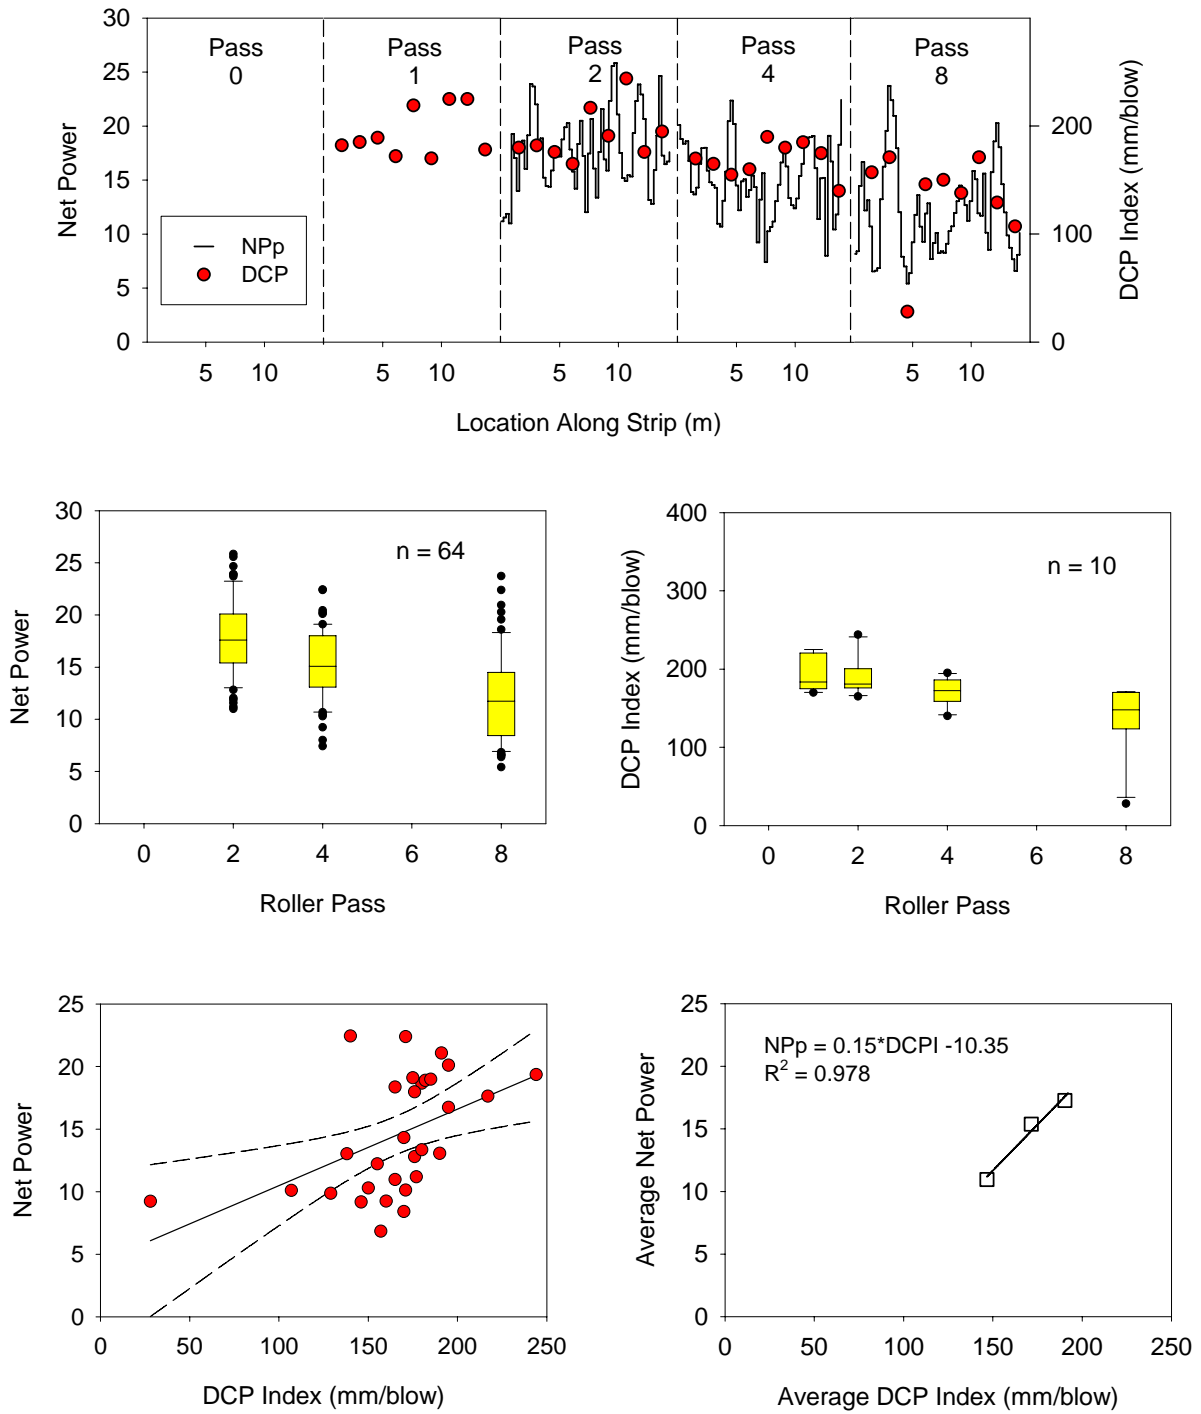 30
25
20
15
10
5
0
Net Power
Pass
0
Pass
1
Pass
2
Pass
4
Pass
8
NPp
DCP
200
100
0
DCP Index (mm/blow)
5 10 5 10 5 10 5 10 5 10
Location Along Strip (m)
30
25
20
15
10
5
0
Net Power
n = 64
0 2 4 6 8
Roller Pass
400
300
200
100
0
DCP Index (mm/blow)
n = 10
0 2 4 6 8
Roller Pass
25
20
15
10
5
0
Net Power
0 50 100 150 200 250
DCP Index (mm/blow)
25
20
15
10
5
0
Average Net Power
NPp = 0.15*DCPI -10.35
R² = 0.978
0 50 100 150 200 250
Average DCP Index (mm/blow)